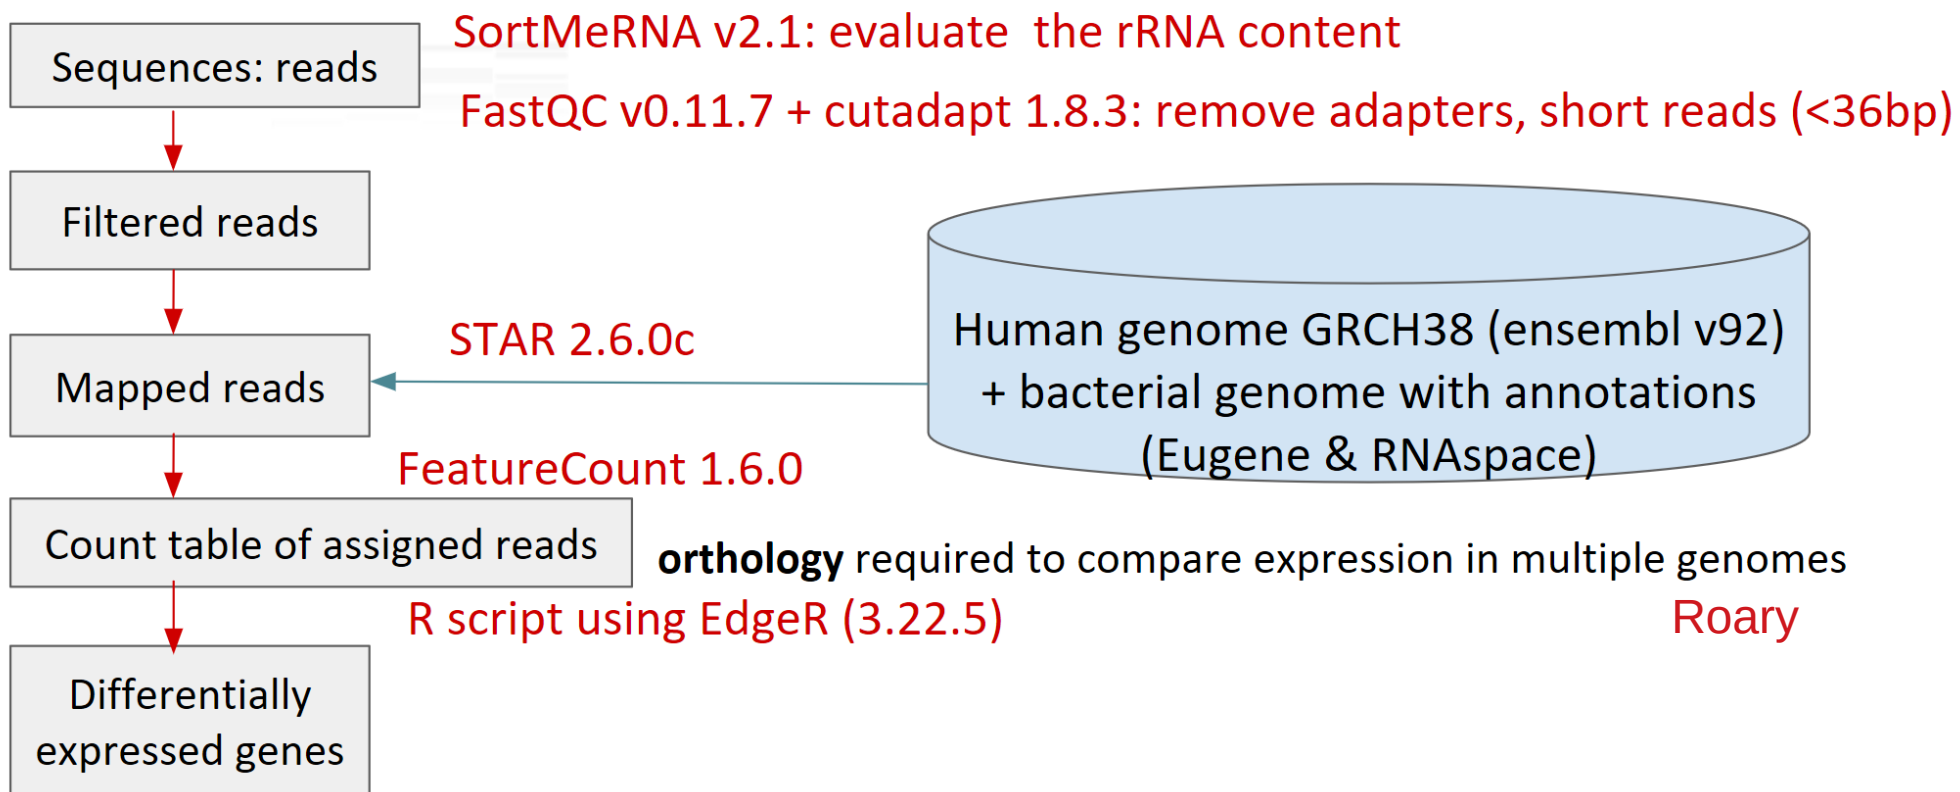 SortMeRNA v2.1: evaluate  the rRNA content
Sequences: reads
FastQC v0.11.7 + cutadapt 1.8.3: remove adapters, short reads (<36bp)
Filtered reads
Human genome GRCH38 (ensembl v92)
+ bacterial genome with annotations
(Eugene & RNAspace)
STAR 2.6.0c
Mapped reads
FeatureCount 1.6.0
Count table of assigned reads
orthology required to compare expression in multiple genomes
Roary
R script using EdgeR (3.22.5)
Differentially
expressed genes